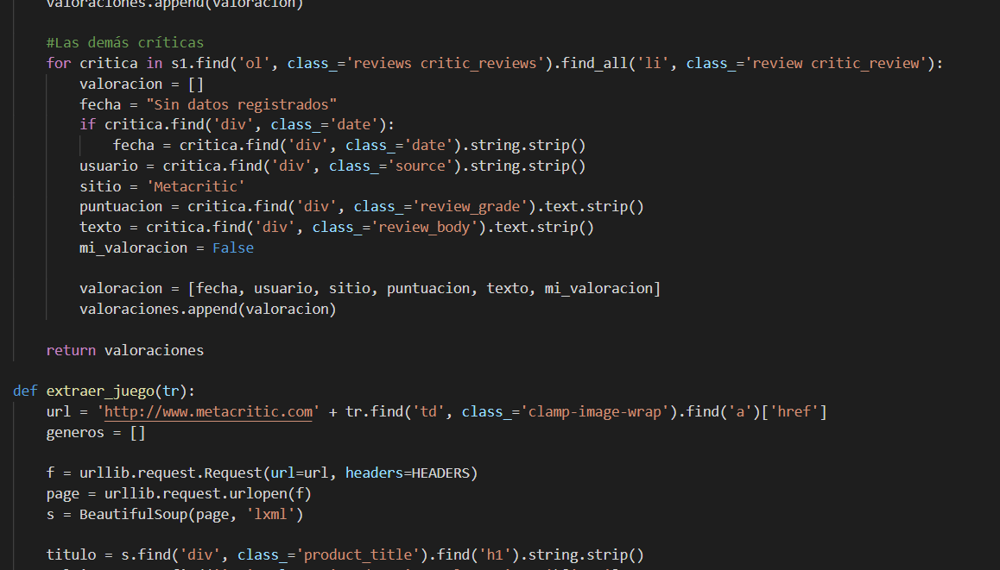 valoraciones.append(valoracion)
#Las demás críticas
for critica in s1.find('ol', class_='reviews critic_reviews').find_all('li', class_='review critic_review'):
valoracion = []
fecha = "Sin datos registrados"
if critica.find('div', class_='date'):
fecha = critica.find('div', class_='date').string.strip()
usuario = critica.find('div', class_='source').string.strip()
sitio = 'Metacritic'
puntuacion = critica.find('div', class_='review_grade').text.strip()
texto = critica.find('div', class_='review_body').text.strip()
mi_valoracion = False
valoracion = [fecha, usuario, sitio, puntuacion, texto, mi_valoracion]
valoraciones.append(valoracion)
return valoraciones
def extraer_juego(tr):
url = 'http://www.metacritic.com' + tr.find('td', class_='clamp-image-wrap').find('a')['href']
generos = []
f = urllib.request.Request(url=url, headers=HEADERS)
page = urllib.request.urlopen(f)
s = BeautifulSoup(page, 'lxml')
titulo = s.find('div', class_='product_title').find('h1').string.strip()